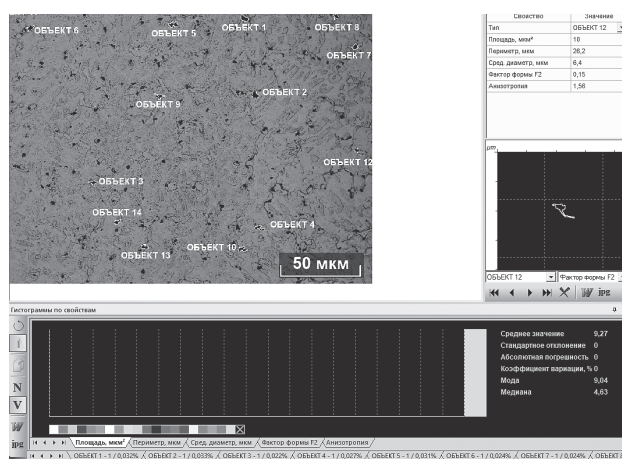 ОБЪЕКТ 6
ОБЪЕКТ 5
ОБЪЕКТ 1
ОБЪЕКТ 8
ОБЪЕКТ 7
ОБЪЕКТ 2
ОБЪЕКТ 9
ОБЪЕКТ 12
ОБЪЕКТ 3
ОБЪЕКТ 14
ОБЪЕКТ 4
ОБЪЕКТ 13
ОБЪЕКТ 10
50 мкм
Свойство Значение
Тип ОБЪЕКТ 12
Площадь, мкм² 10
Периметр, мкм 26,2
Сред. диаметр, мкм 6,4
Фактор формы F2 0,15
Анизотропия 1,56
μm
ОБЪЕКТ 12 Фактор формы F2
W jpg
Гистограммы по свойствам
N
V
W
jpg
Среднее значение 9,27
Стандартное отклонение 0
Абсолютная погрешность 0
Коэффициент вариации, % 0
Мода 9,04
Медиана 4,63
Площадь, мкм² Периметр, мкм Сред. диаметр, мкм Фактор формы F2 Анизотропия
ОБЪЕКТ 1 - 1 / 0,032% ОБЪЕКТ 2 - 1 / 0,033% ОБЪЕКТ 3 - 1 / 0,022% ОБЪЕКТ 4 - 1 / 0,027% ОБЪЕКТ 5 - 1 / 0,031% ОБЪЕКТ 6 - 1 / 0,024% ОБЪЕКТ 7 - 1 / 0,024% ОБЪЕКТ 8